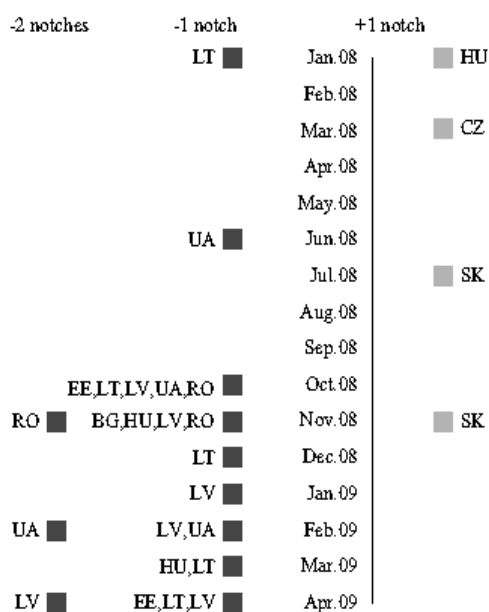 -2 notches -1 notch +1 notch
LT Jan.08 HU
Feb.08
Mar.08 CZ
Apr.08
May.08
UA Jun.08
Jul.08 SK
Aug.08
Sep.08
EE,LT,LV,UA,RO Oct.08
RO BG,HU,LV,RO Nov.08 SK
LT Dec.08
LV Jan.09
UA LV,UA Feb.09
HU,LT Mar.09
LV EE,LT,LV Apr.09